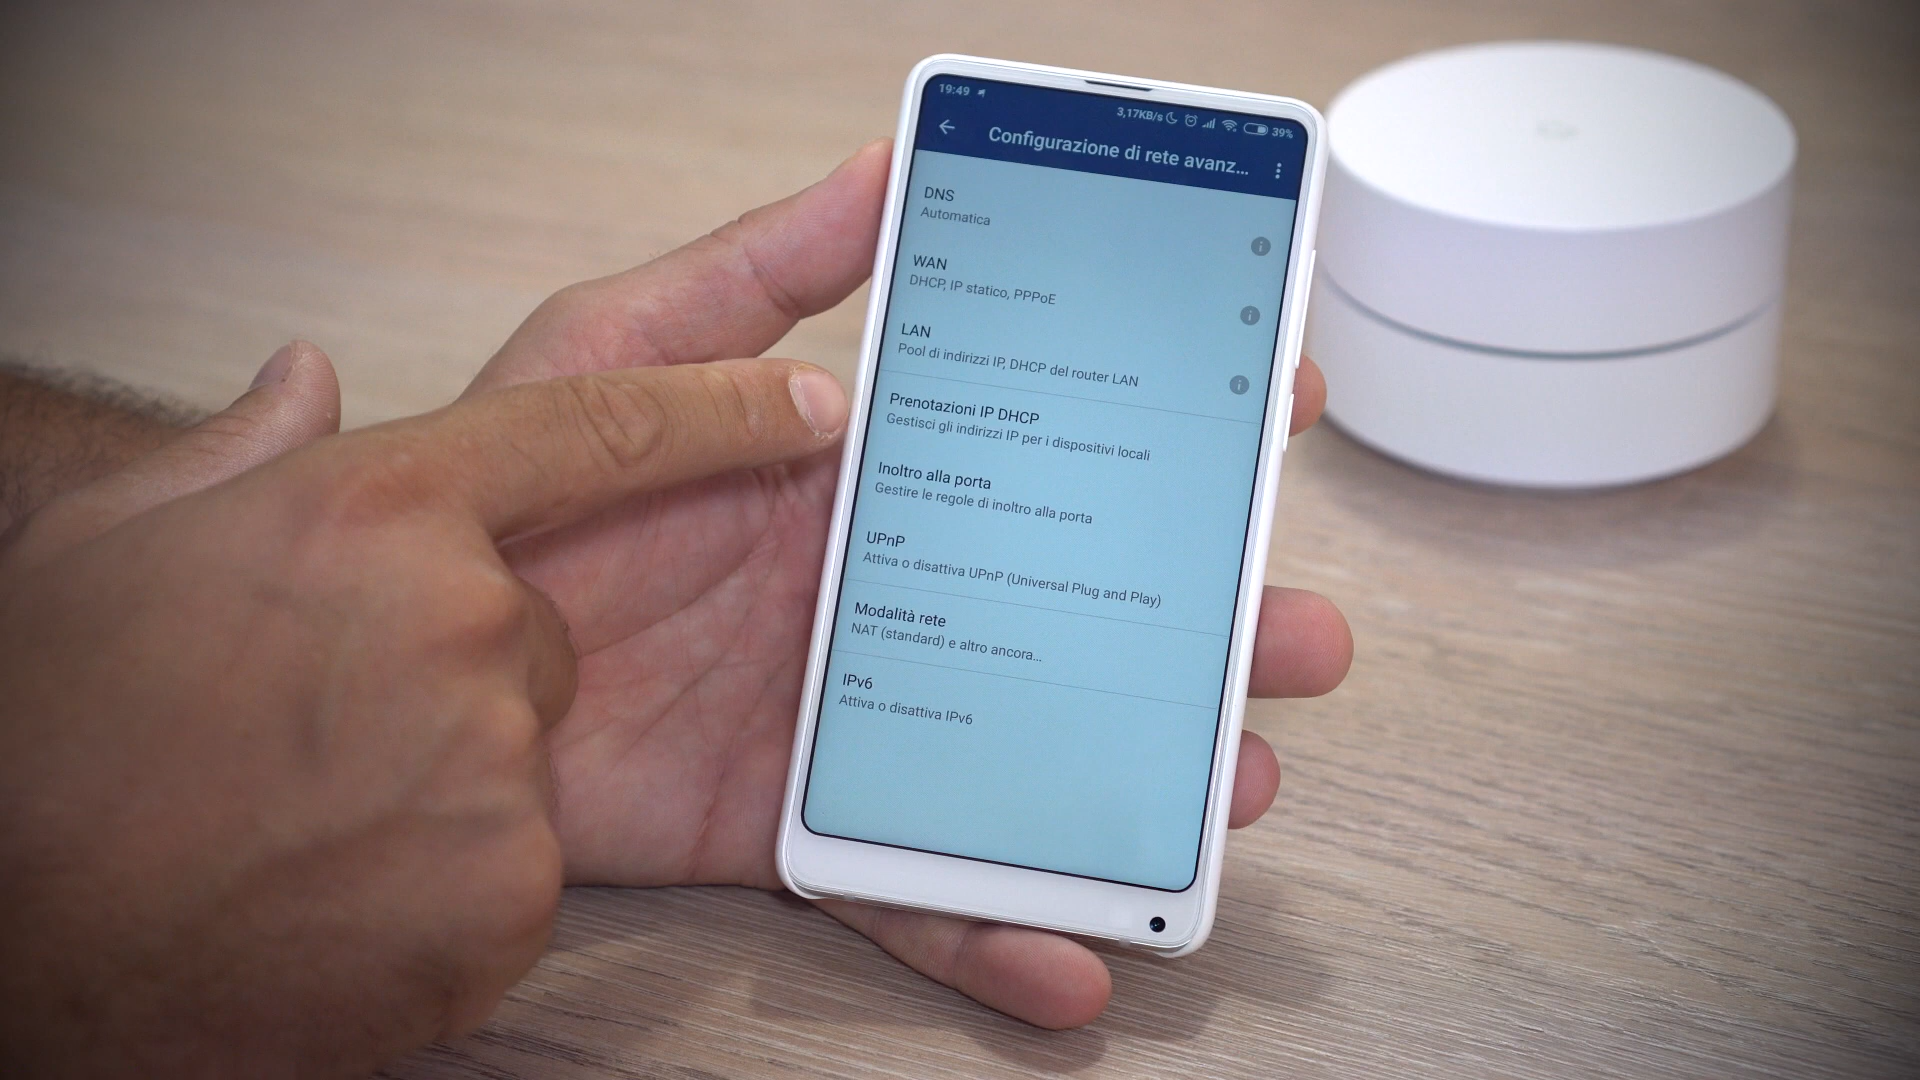 19:49
3,17KB/s 39%
Configurazione di rete avanz...
DNS
Automatica
WAN
DHCP, IP statico, PPPoE
LAN
Pool di indirizzi IP, DHCP del router LAN
Prenotazioni IP DHCP
Gestisci gli indirizzi IP per i dispositivi locali
Inoltro alla porta
Gestire le regole di inoltro alla porta
UPnP
Attiva o disattiva UPnP (Universal Plug and Play)
Modalità rete
NAT (standard) e altro ancora...
IPv6
Attiva o disattiva IPv6